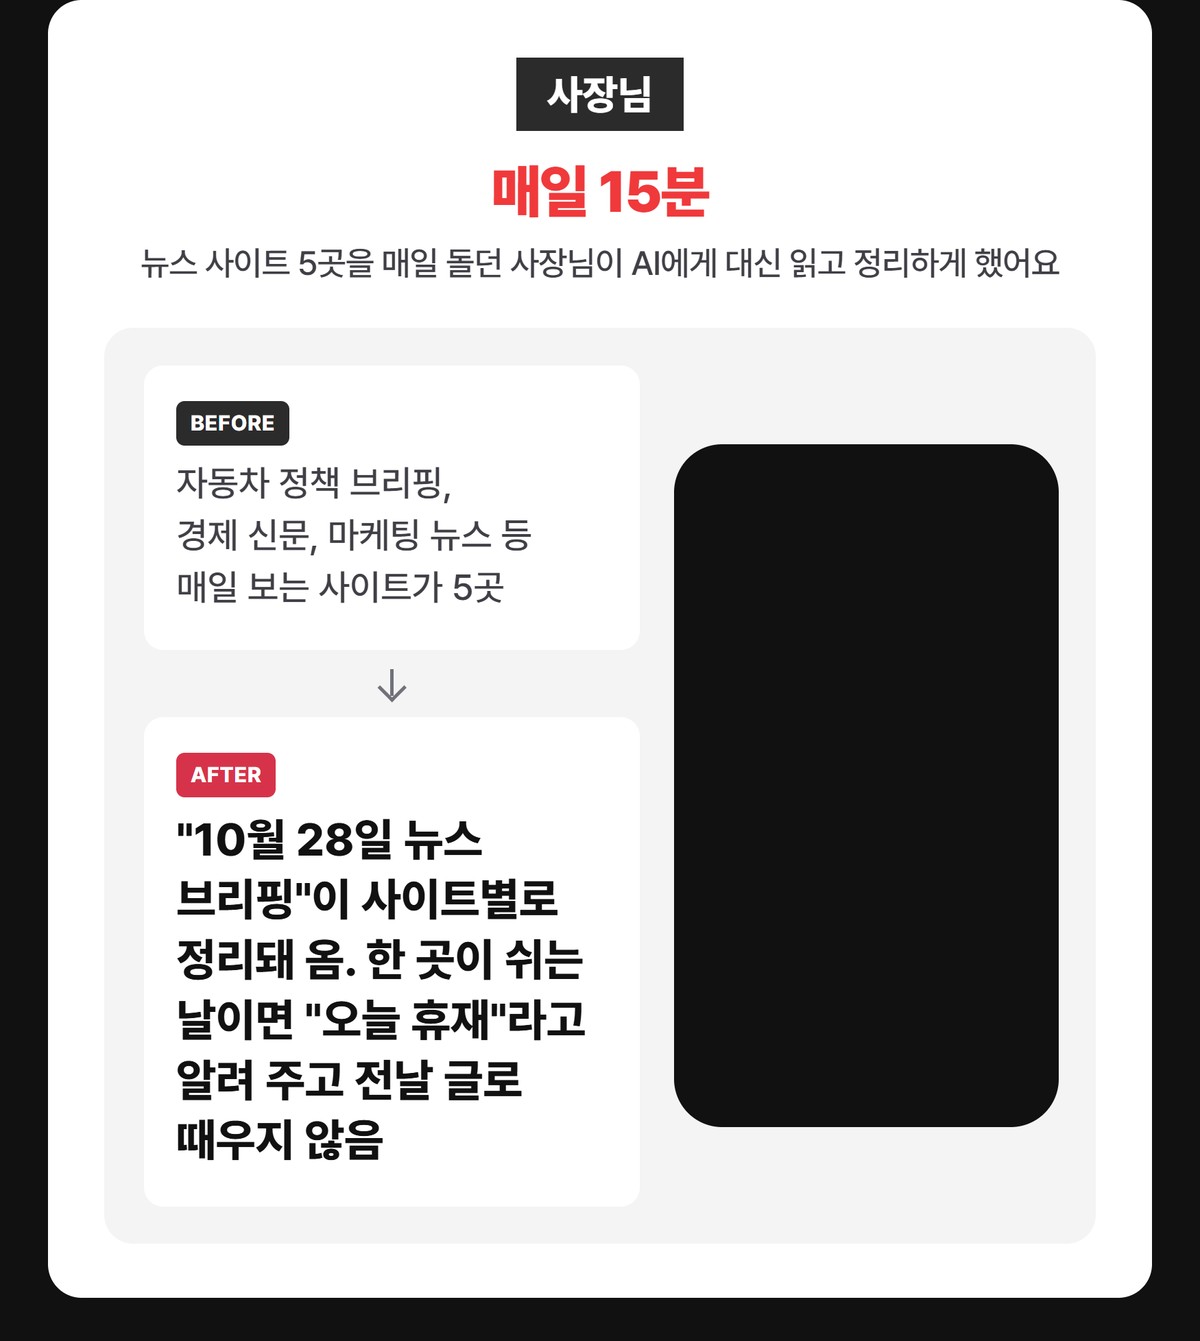 사장님
매일 15분
뉴스 사이트 5곳을 매일 돌던 사장님이 AI에게 대신 읽고 정리하게 했어요
BEFORE
자동차 정책 브리핑,
경제 신문, 마케팅 뉴스 등
매일 보는 사이트가 5곳
↓
AFTER
"10월 28일 뉴스
브리핑"이 사이트별로
정리돼 옴. 한 곳이 쉬는
날이면 "오늘 휴재"라고
알려 주고 전날 글로
때우지 않음